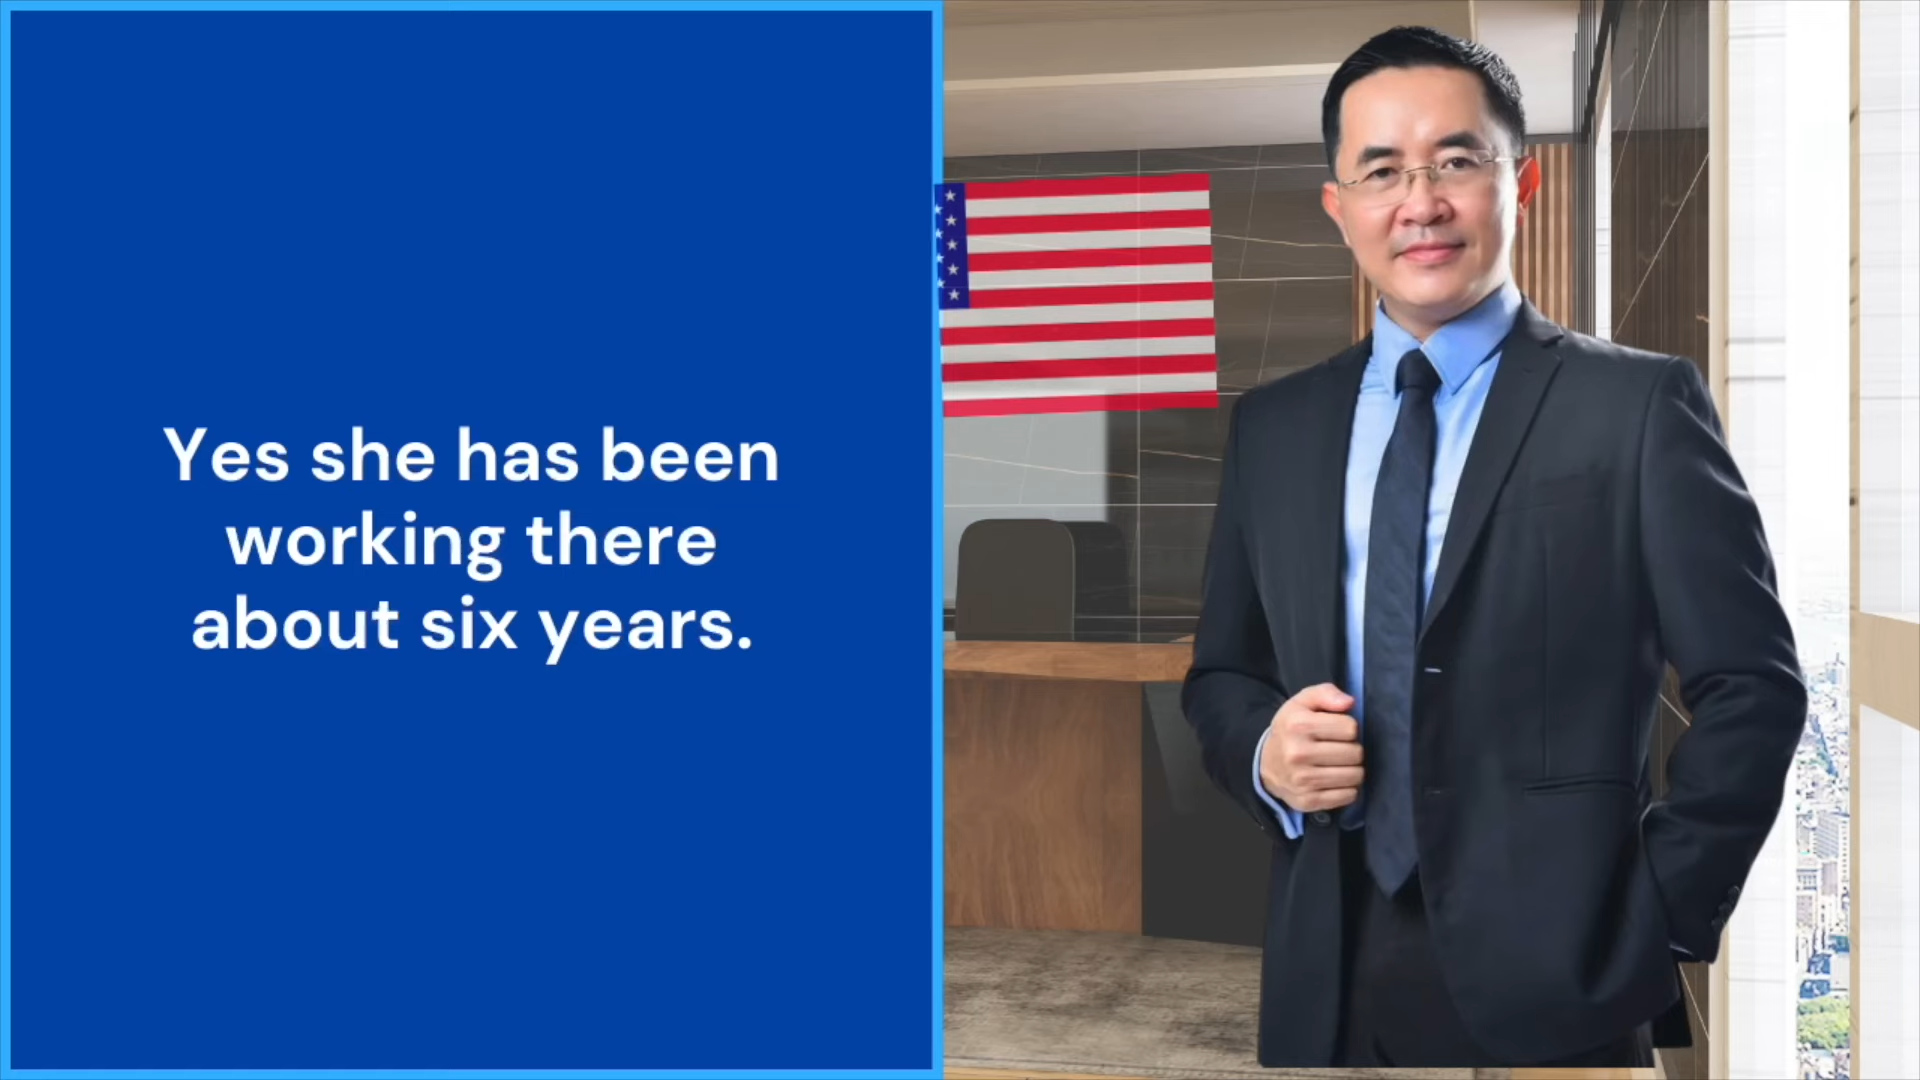 Yes she has been
working there
about six years.